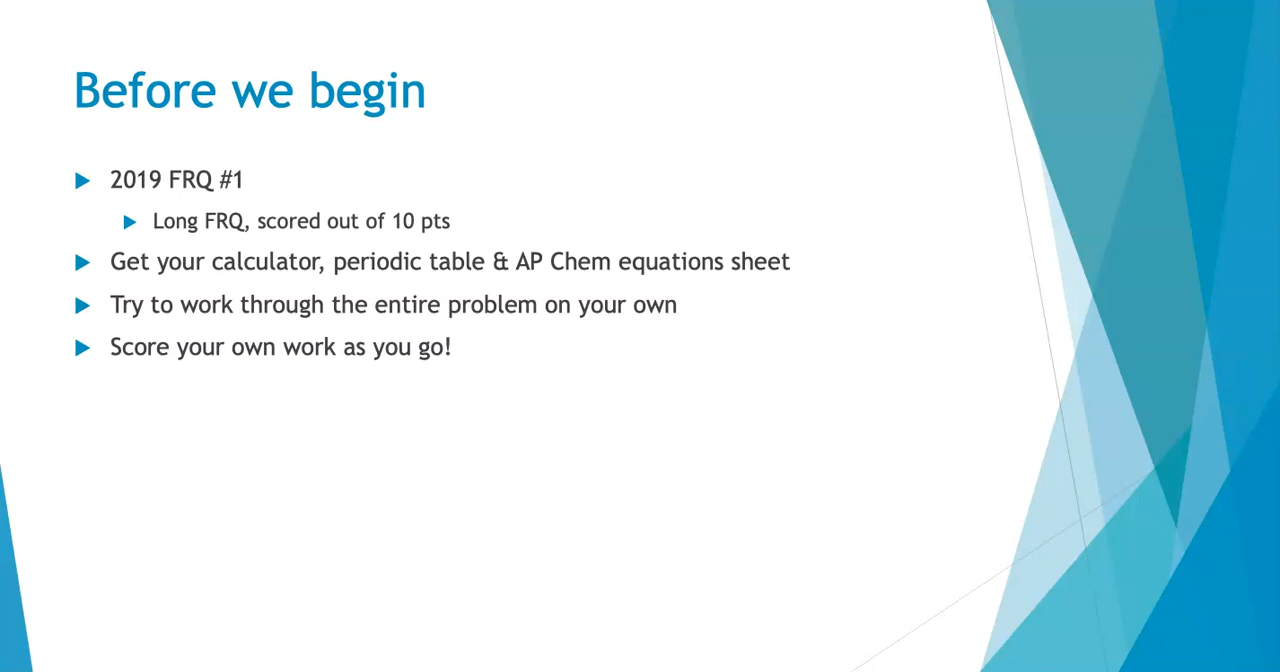 Before we begin
2019 FRQ #1
Long FRQ, scored out of 10 pts
Get your calculator, periodic table & AP Chem equations sheet
Try to work through the entire problem on your own
Score your own work as you go!